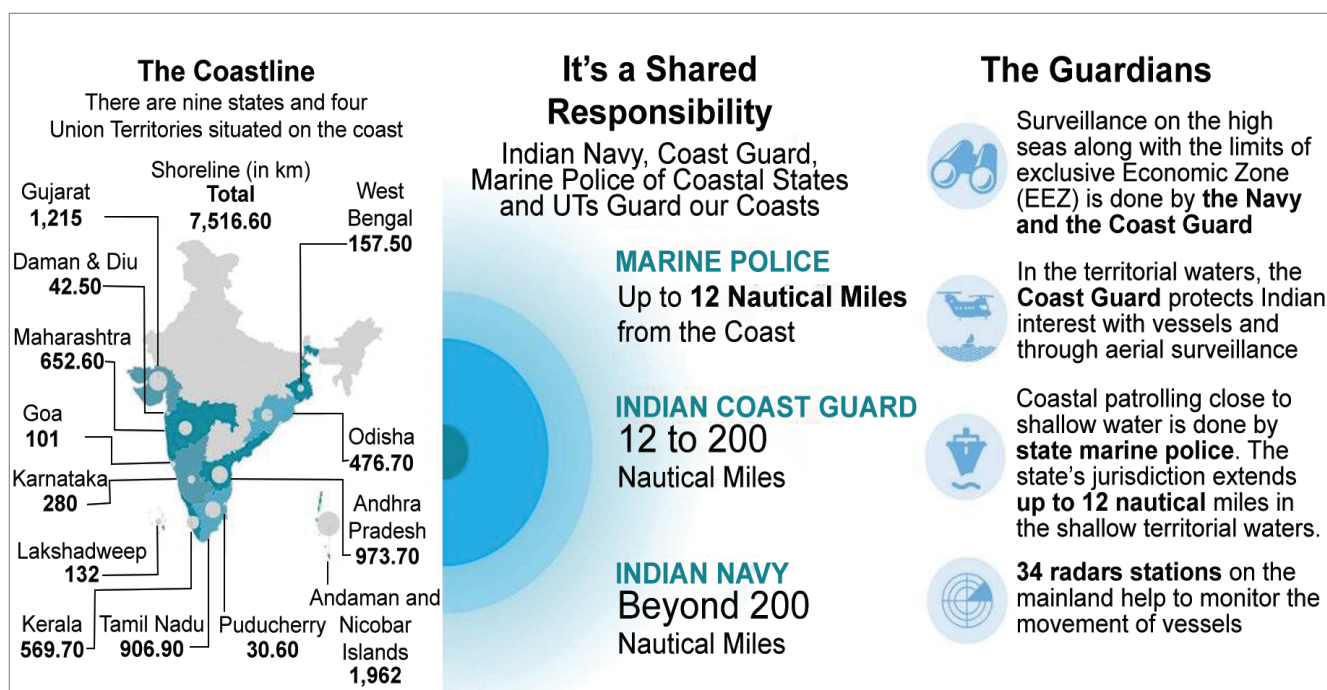 The Coastline
There are nine states and four
Union Territories situated on the coast
Shoreline (in km)
Total
7,516.60
Gujarat
1,215
West
Bengal
157.50
Daman & Diu
42.50
Maharashtra
652.60
Goa
101
Odisha
476.70
Karnataka
280
Andhra
Pradesh
973.70
Lakshadweep
132
Kerala
569.70
Tamil Nadu
906.90
Puducherry
30.60
Andaman and
Nicobar
Islands
1,962
It's a Shared
Responsibility
Indian Navy, Coast Guard,
Marine Police of Coastal States
and UTs Guard our Coasts
MARINE POLICE
Up to 12 Nautical Miles
from the Coast
INDIAN COAST GUARD
12 to 200
Nautical Miles
INDIAN NAVY
Beyond 200
Nautical Miles
The Guardians
Surveillance on the high
seas along with the limits of
exclusive Economic Zone
(EEZ) is done by the Navy
and the Coast Guard
In the territorial waters, the
Coast Guard protects Indian
interest with vessels and
through aerial surveillance
Coastal patrolling close to
shallow water is done by
state marine police. The
state's jurisdiction extends
up to 12 nautical miles in
the shallow territorial waters.
34 radars stations on the
mainland help to monitor the
movement of vessels